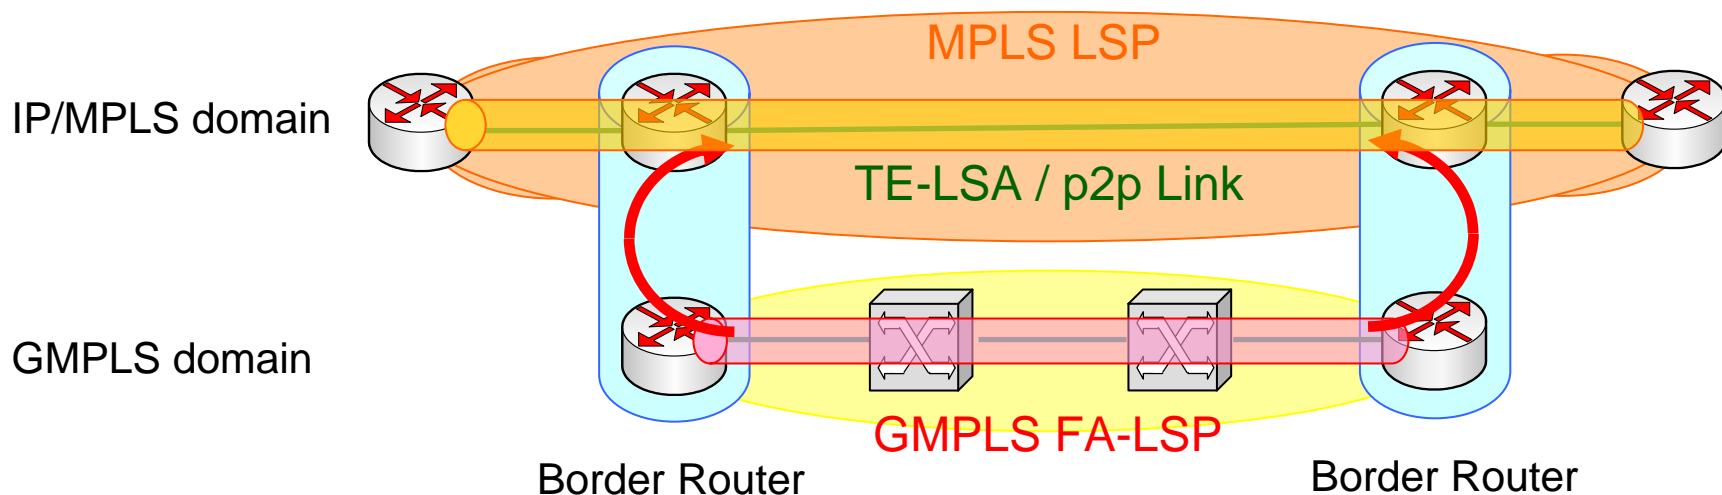 MPLS LSP
IP/MPLS domain
TE-LSA / p2p Link
GMPLS domain
GMPLS FA-LSP
Border Router
Border Router